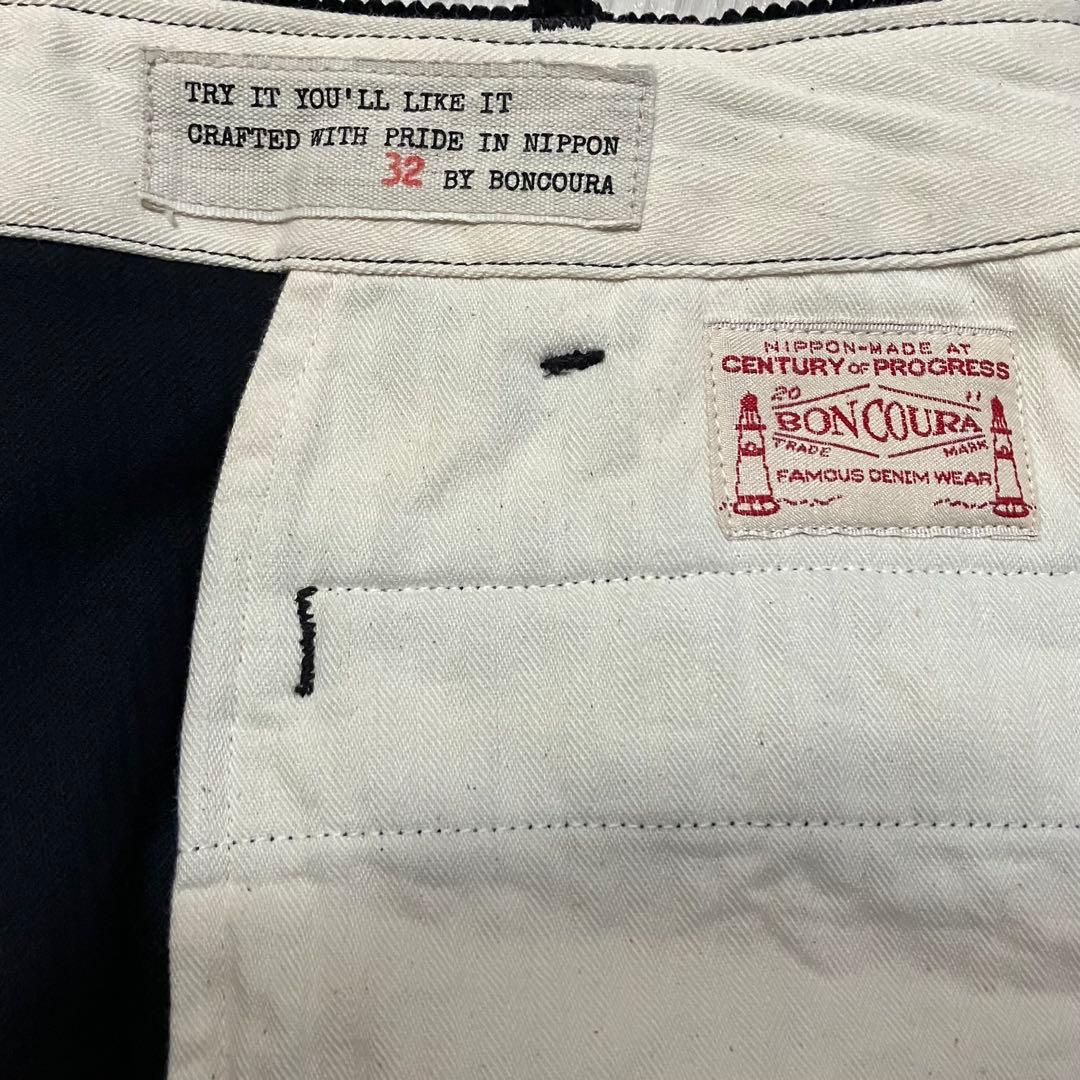 TRY IT YOU'LL LIKE IT
CRAFTED WITH PRIDE IN NIPPON
32 BY BONCOURA
NIPPON-MADE AT
CENTURY OF PROGRESS
20 11
BONCOURA
TRADE MARK
FAMOUS DENIM WEAR